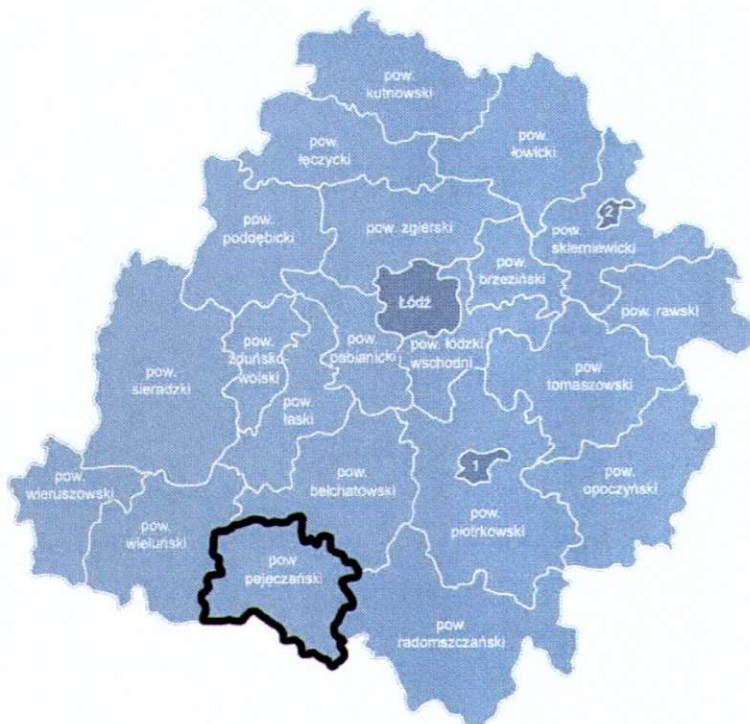 pow.
kutnowski
pow.
łęczycki
pow.
łowicki
pow.
poddębicki
pow. zgierski
2
pow.
skierniewicki
pow.
brzeziński
Łódź
pow. rawski
pow.
zduńsko-
wolski
pow.
pabianicki
pow. łódzki
wschodni
pow.
sieradzki
pow.
tomaszowski
pow.
łaski
pow.
wieruszowski
pow.
bełchatowski
1
pow.
opoczyński
pow.
wieluński
pow.
piotrkowski
pow
pajęczański
pow.
radomszczański